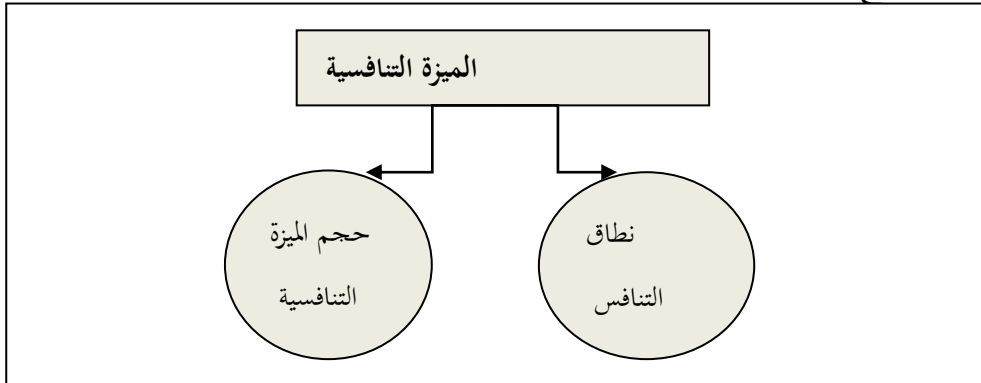 الميزة التنافسية
نطاق
التنافس
حجم الميزة
التنافسية